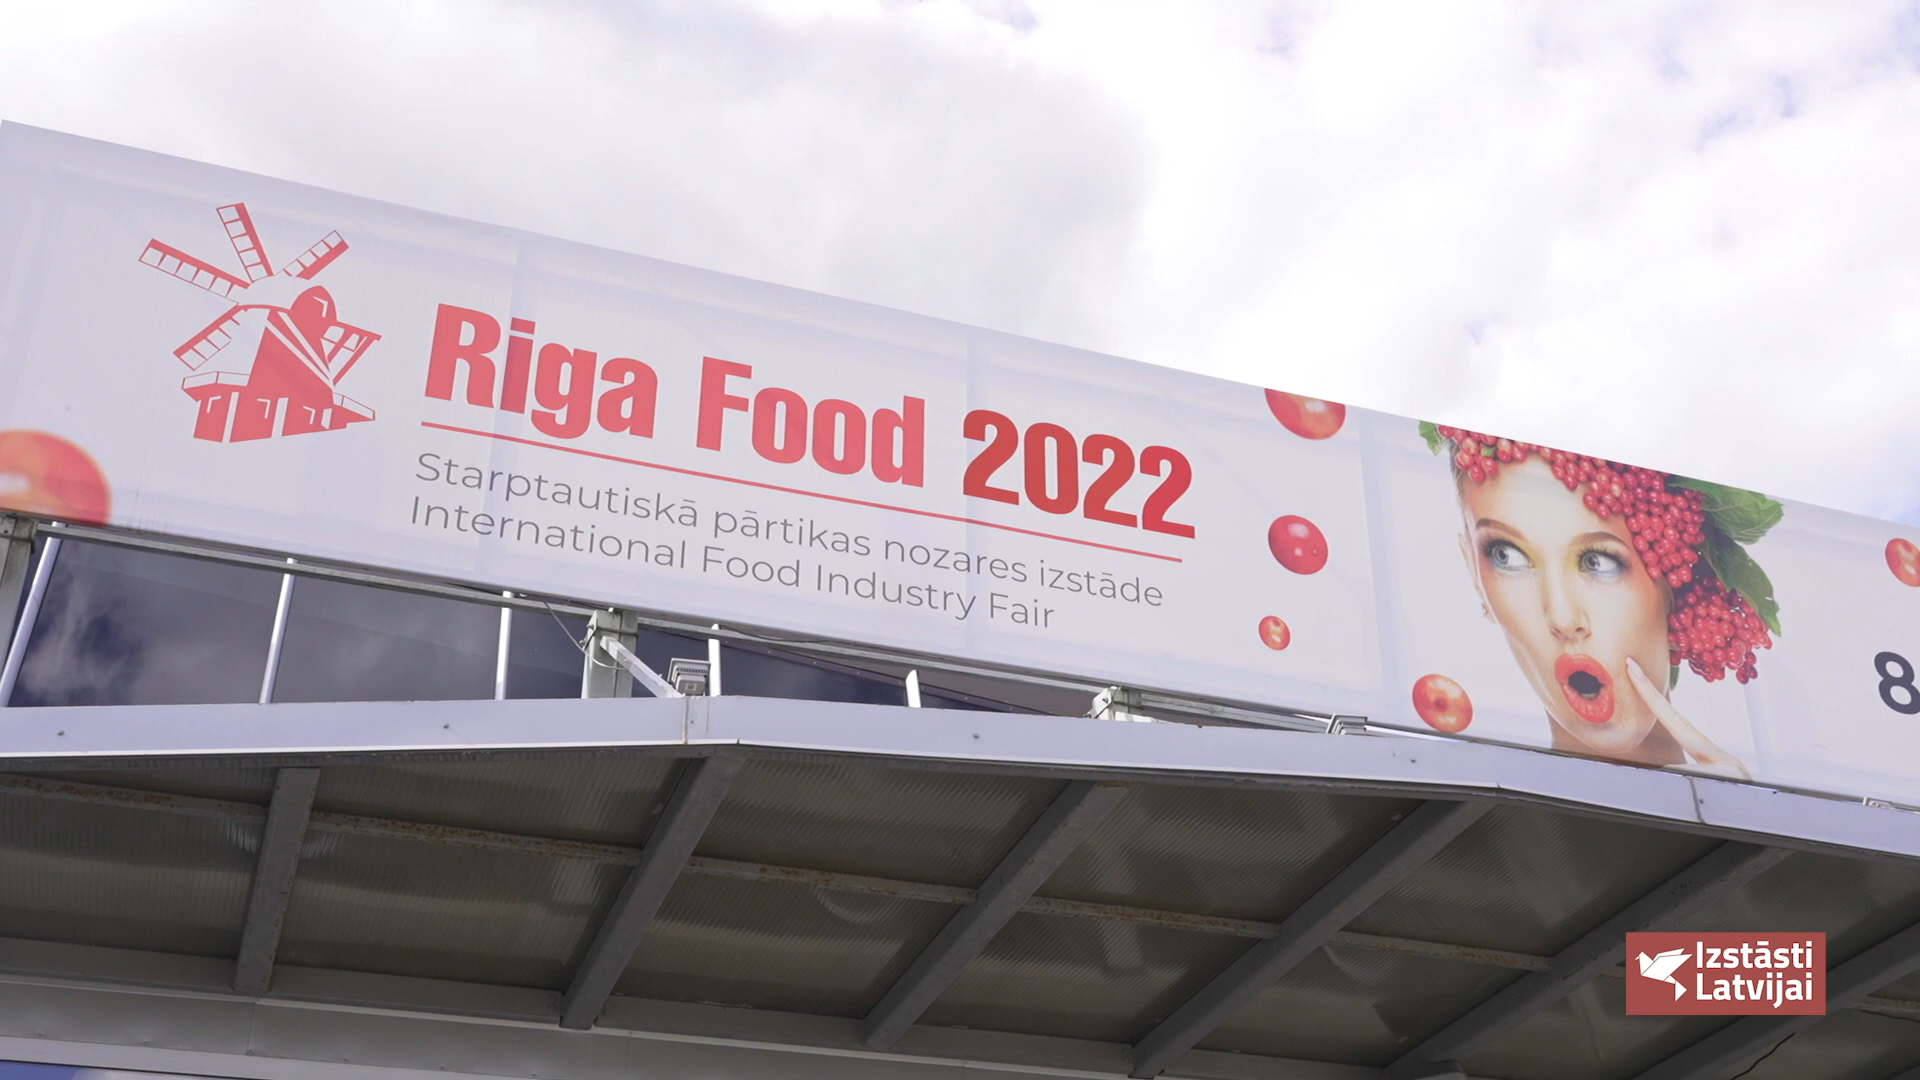 Riga Food 2022
Starptautiskā pārtikas nozares izstāde
International Food Industry Fair
8
Izstāsti
Latvijai